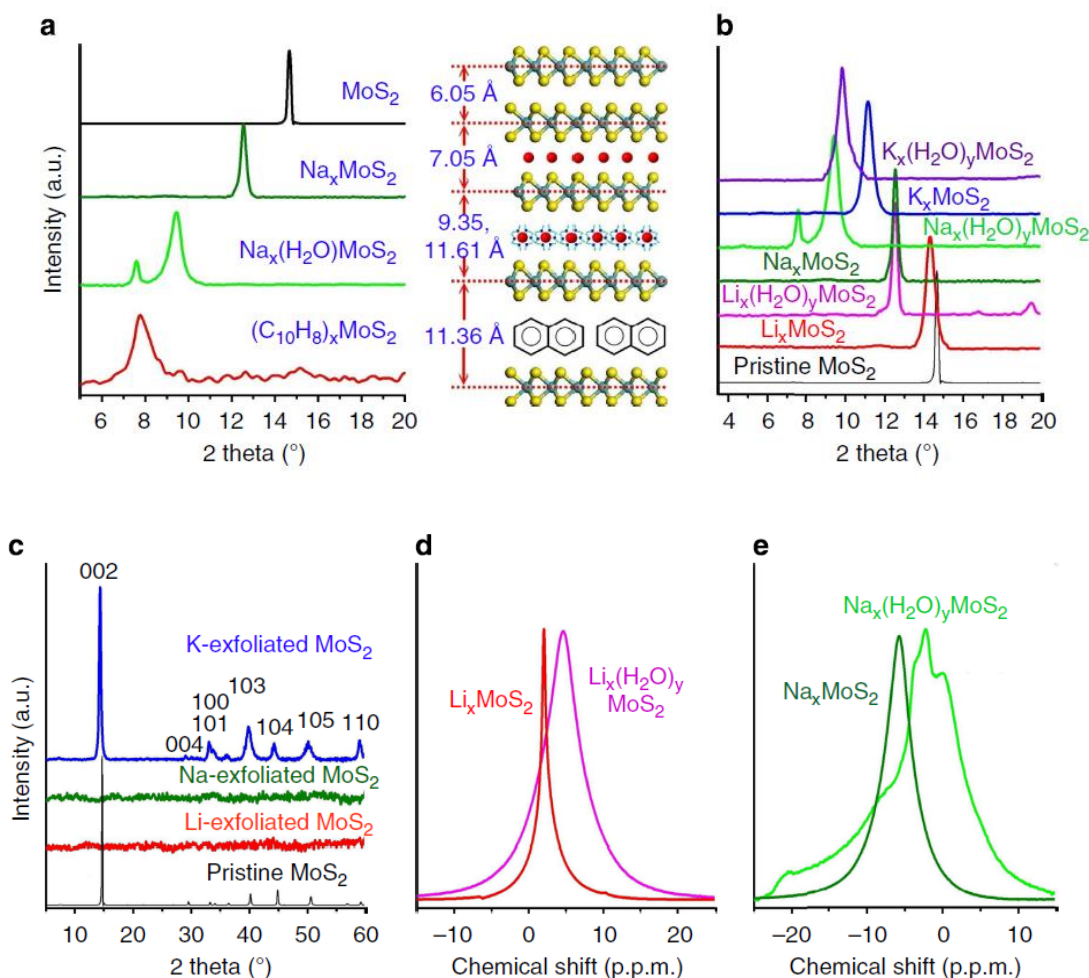 a
Intensity (a.u.)
MoS₂
NaₓMoS₂
Naₓ(H₂O)MoS₂
(C₁₀H₈)ₓMoS₂
6 8 10 12 14 16 18 20
2 theta (°)
6.05 Å
7.05 Å
9.35,
11.61 Å
11.36 Å
b
Kₓ(H₂O)ᵧMoS₂
KₓMoS₂
Naₓ(H₂O)ᵧMoS₂
NaₓMoS₂
Liₓ(H₂O)ᵧMoS₂
LiₓMoS₂
Pristine MoS₂
4 6 8 10 12 14 16 18 20
2 theta (°)
c
Intensity (a.u.)
002
K-exfoliated MoS₂
100
101
103
004
104
105
110
Na-exfoliated MoS₂
Li-exfoliated MoS₂
Pristine MoS₂
10 20 30 40 50 60
2 theta (°)
d
LiₓMoS₂
Liₓ(H₂O)ᵧ
MoS₂
−10 0 10 20
Chemical shift (p.p.m.)
e
Naₓ(H₂O)ᵧMoS₂
NaₓMoS₂
−20 −10 0 10
Chemical shift (p.p.m.)